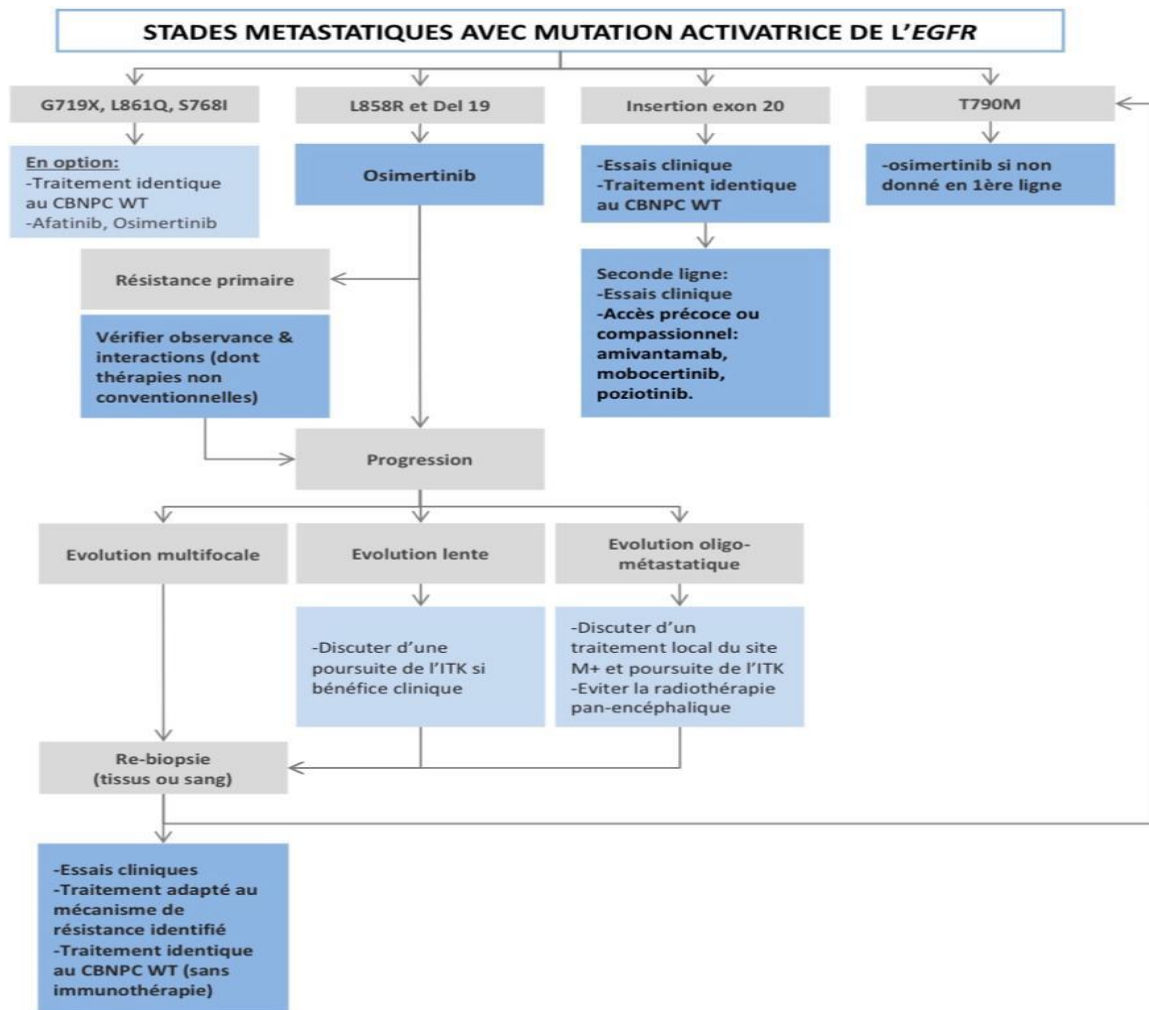 STADES METASTATIQUES AVEC MUTATION ACTIVATRICE DE L'EGFR
G719X, L861Q, S768I
L858R et Del 19
Insertion exon 20
T790M
En option:
-Traitement identique
au CBNPC WT
-Afatinib, Osimertinib
Osimertinib
-Essais clinique
-Traitement identique
au CBNPC WT
-osimertinib si non
donné en 1ère ligne
Résistance primaire
Seconde ligne:
-Essais clinique
-Accès précoce ou
compassionnel:
amivantamab,
mobocertinib,
poziotinib.
Vérifier observance &
interactions (dont
thérapies non
conventionnelles)
Progression
Evolution multifocale
Evolution lente
Evolution oligo-
métastatique
-Discuter d'une
poursuite de l'ITK si
bénéfice clinique
-Discuter d'un
traitement local du site
M+ et poursuite de l'ITK
-Eviter la radiothérapie
pan-encéphalique
Re-biopsie
(tissus ou sang)
-Essais cliniques
-Traitement adapté au
mécanisme de
résistance identifié
-Traitement identique
au CBNPC WT (sans
immunothérapie)